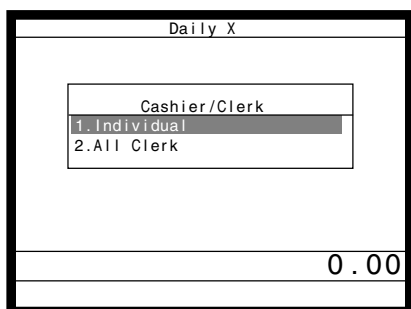 Daily X
Cashier/Clerk
1.Individual
2.All Clerk
0.00